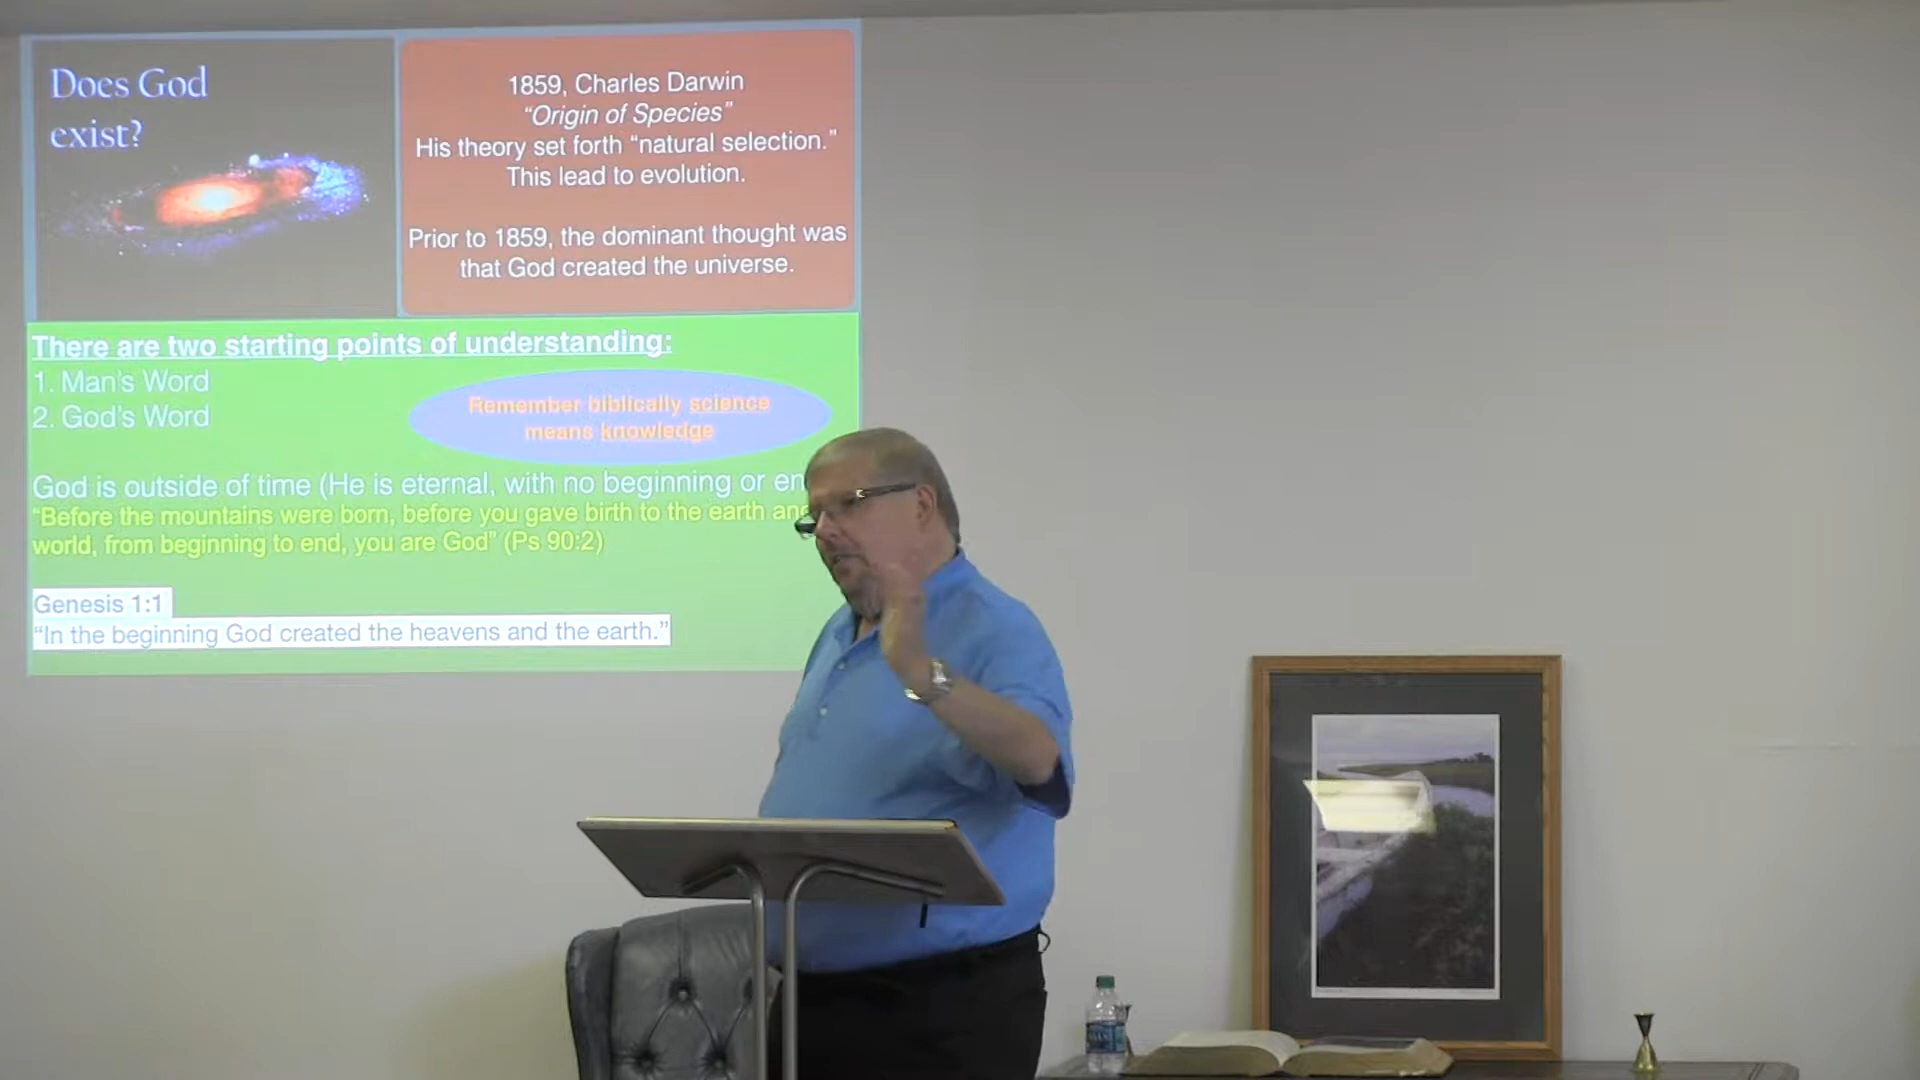 Does God
exist?
1859, Charles Darwin
“Origin of Species”
His theory set forth “natural selection.”
This lead to evolution.
Prior to 1859, the dominant thought was
that God created the universe.
There are two starting points of understanding:
1. Man’s Word
2. God’s Word
Remember biblically science
means knowledge
God is outside of time (He is eternal, with no beginning or en
“Before the mountains were born, before you gave birth to the earth and
world, from beginning to end, you are God” (Ps 90:2)
Genesis 1:1
“In the beginning God created the heavens and the earth.”